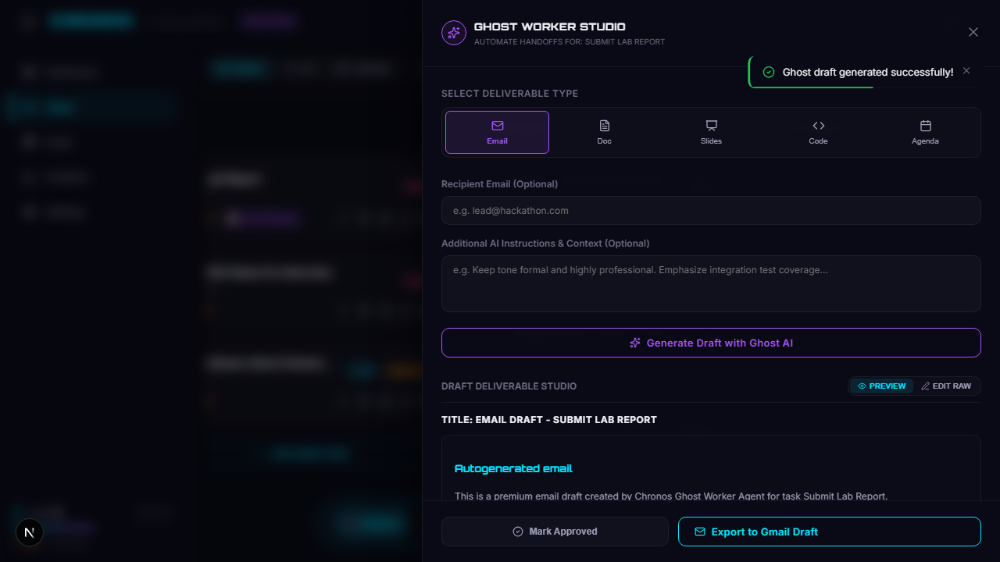 GHOST WORKER STUDIO
AUTOMATE HANDOFFS FOR: SUBMIT LAB REPORT
Ghost draft generated successfully!
SELECT DELIVERABLE TYPE
Email
Doc
Slides
Code
Agenda
Recipient Email (Optional)
e.g. lead@hackathon.com
Additional AI Instructions & Context (Optional)
e.g. Keep tone formal and highly professional. Emphasize integration test coverage...
Generate Draft with Ghost AI
DRAFT DELIVERABLE STUDIO
PREVIEW
EDIT RAW
TITLE: EMAIL DRAFT - SUBMIT LAB REPORT
Autogenerated email
This is a premium email draft created by Chronos Ghost Worker Agent for task Submit Lab Report.
Mark Approved
Export to Gmail Draft
N